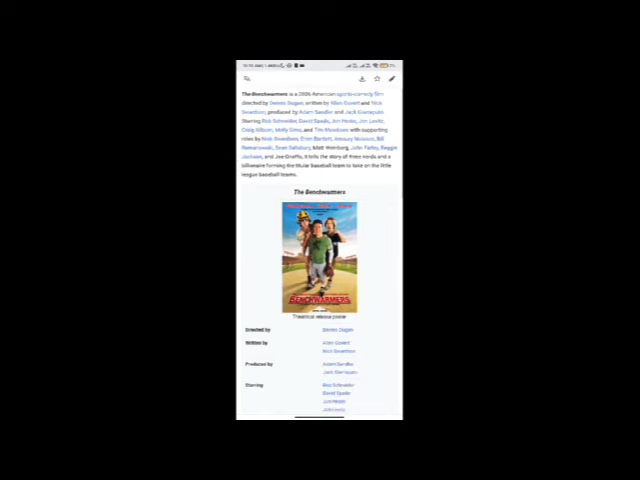 The Benchwarmers is a 2006 American sports-comedy film
directed by Dennis Dugan, written by Allen Covert and Nick
Swardson, produced by Adam Sandler and Jack Giarraputo.
Starring Rob Schneider, David Spade, Jon Heder, Jon Lovitz,
Craig Kilborn, Molly Sims, and Tim Meadows with supporting
roles by Nick Swardson, Erinn Bartlett, Amaury Nolasco, Bill
Romanowski, Sean Salisbury, Matt Weinberg, John Farley, Reggie
Jackson, and Joe Gnoffo, it tells the story of three nerds and a
billionaire forming the titular baseball team to take on the little
league baseball teams.
The Benchwarmers
BENCHWARMERS
Theatrical release poster
Directed by Dennis Dugan
Written by Allen Covert
Nick Swardson
Produced by Adam Sandler
Jack Giarraputo
Starring Rob Schneider
David Spade
Jon Heder
Jon Lovitz